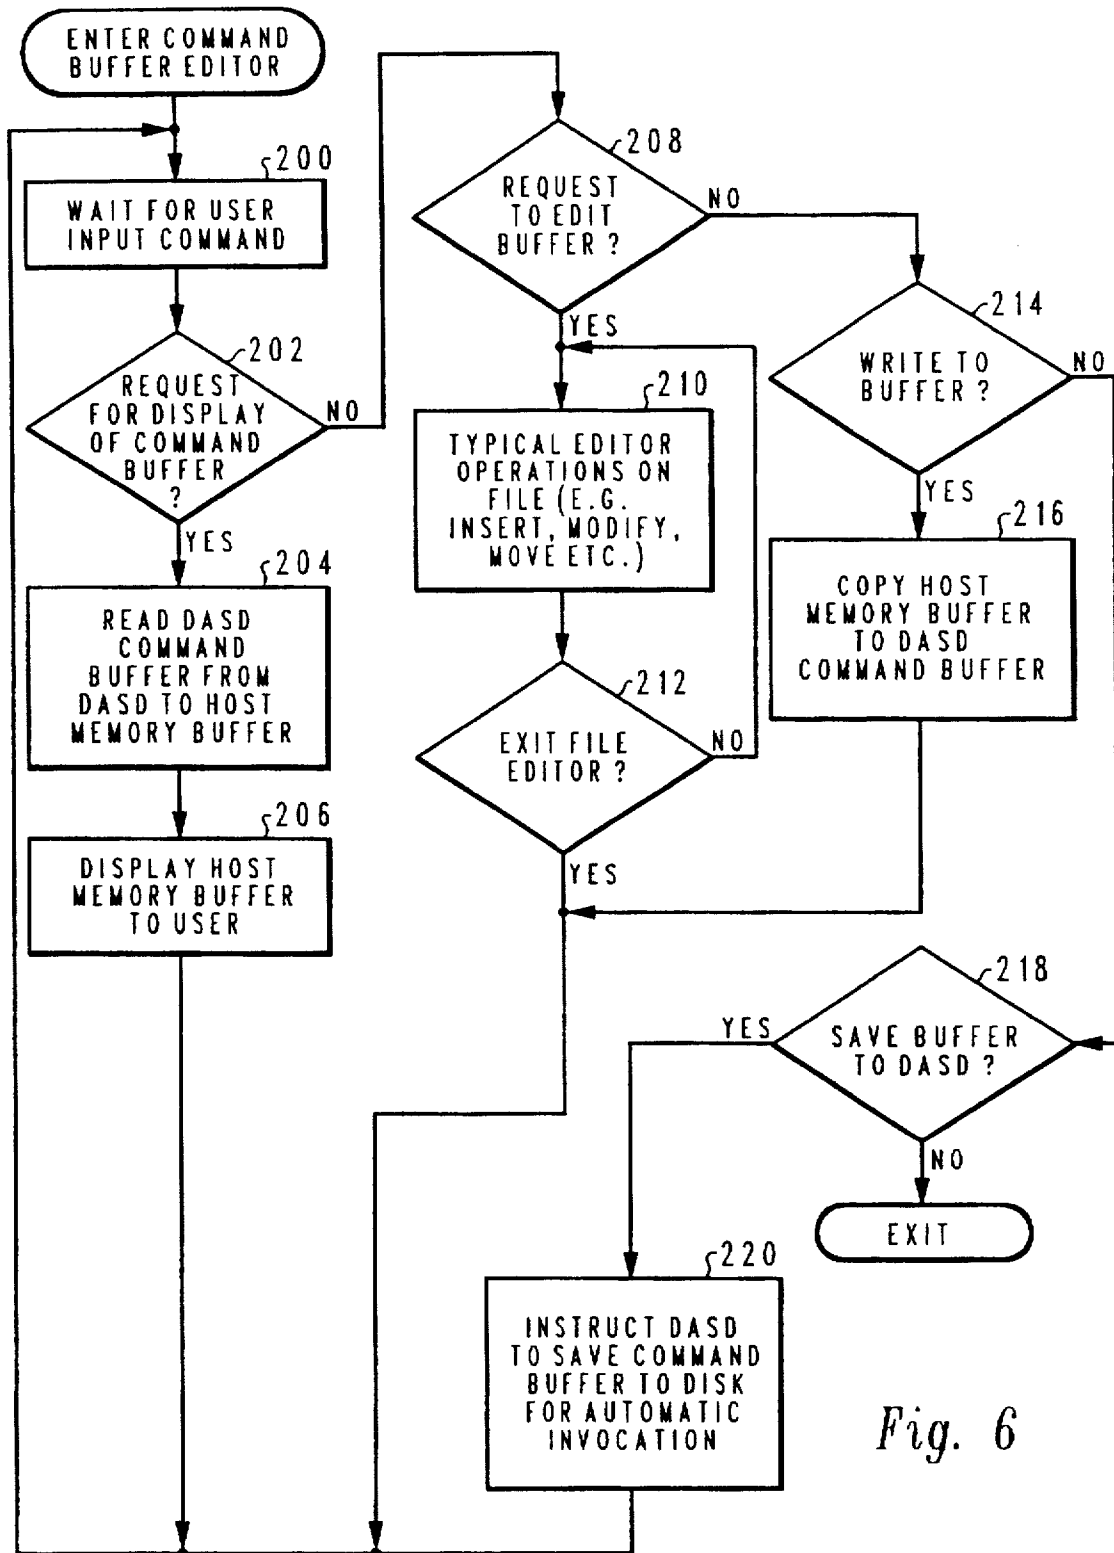 ENTER COMMAND
BUFFER EDITOR
200
WAIT FOR USER
INPUT COMMAND
202
REQUEST
FOR DISPLAY
OF COMMAND
BUFFER
?
NO
YES
204
READ DASD
COMMAND
BUFFER FROM
DASD TO HOST
MEMORY BUFFER
206
DISPLAY HOST
MEMORY BUFFER
TO USER
208
REQUEST
TO EDIT
BUFFER ?
NO
YES
210
TYPICAL EDITOR
OPERATIONS ON
FILE (E.G.
INSERT, MODIFY,
MOVE ETC.)
212
EXIT FILE
EDITOR ?
NO
YES
214
WRITE TO
BUFFER ?
NO
YES
216
COPY HOST
MEMORY BUFFER
TO DASD
COMMAND BUFFER
218
SAVE BUFFER
TO DASD ?
YES
NO
EXIT
220
INSTRUCT DASD
TO SAVE COMMAND
BUFFER TO DISK
FOR AUTOMATIC
INVOCATION
Fig. 6